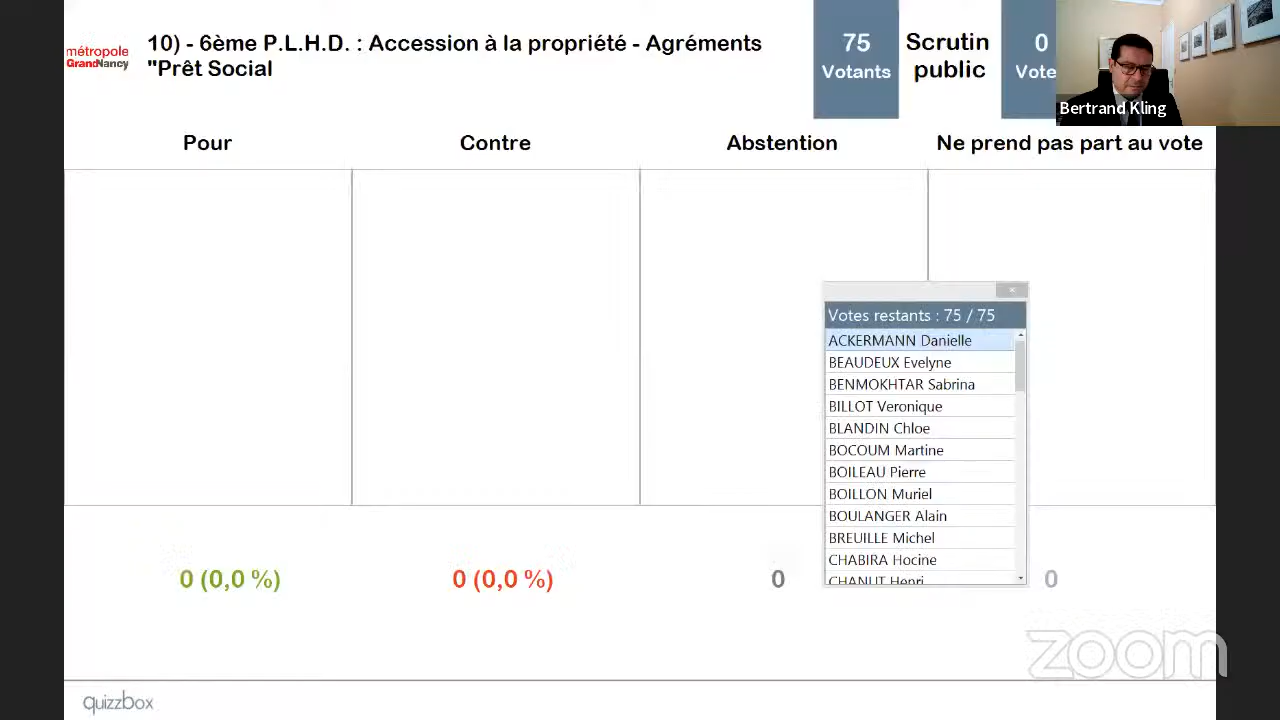 métropole
GrandNancy
10) - 6ème P.L.H.D. : Accession à la propriété - Agréments
"Prêt Social
75
Votants
Scrutin
public
0
Vote
Bertrand Kling
Pour
Contre
Abstention
Ne prend pas part au vote
Votes restants : 75 / 75
ACKERMANN Danielle
BEAUDEUX Evelyne
BENMOKHTAR Sabrina
BILLOT Veronique
BLANDIN Chloe
BOCOUM Martine
BOILEAU Pierre
BOILLON Muriel
BOULANGER Alain
BREUILLE Michel
CHABIRA Hocine
CHANUT Henri
0 (0,0 %)
0 (0,0 %)
0
0
zoom
quizzbox